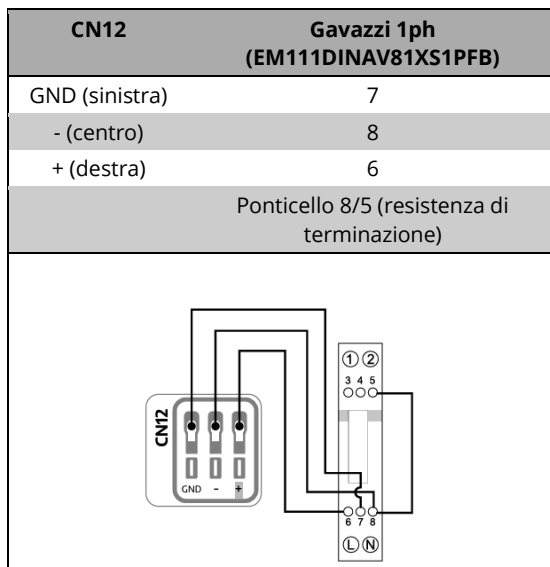 CN12 Gavazzi 1ph
(EM111DINAV81XS1PFB)
GND (sinistra) 7
- (centro) 8
+ (destra) 6
Ponticello 8/5 (resistenza di
terminazione)
1 2
3 4 5
CN12
GND - +
6 7 8
L N